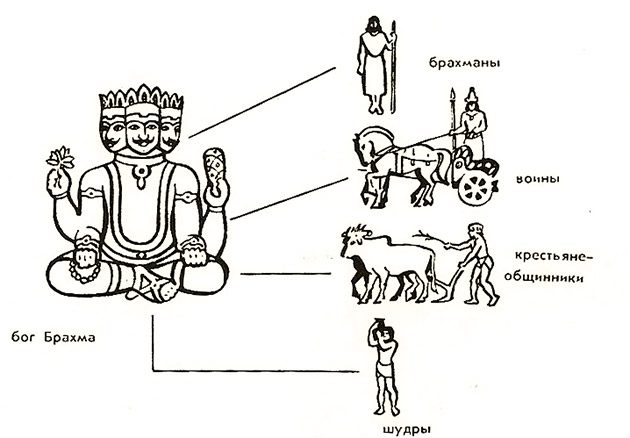 брахманы
воины
крестьяне-
общинники
бог Брахма
шудры